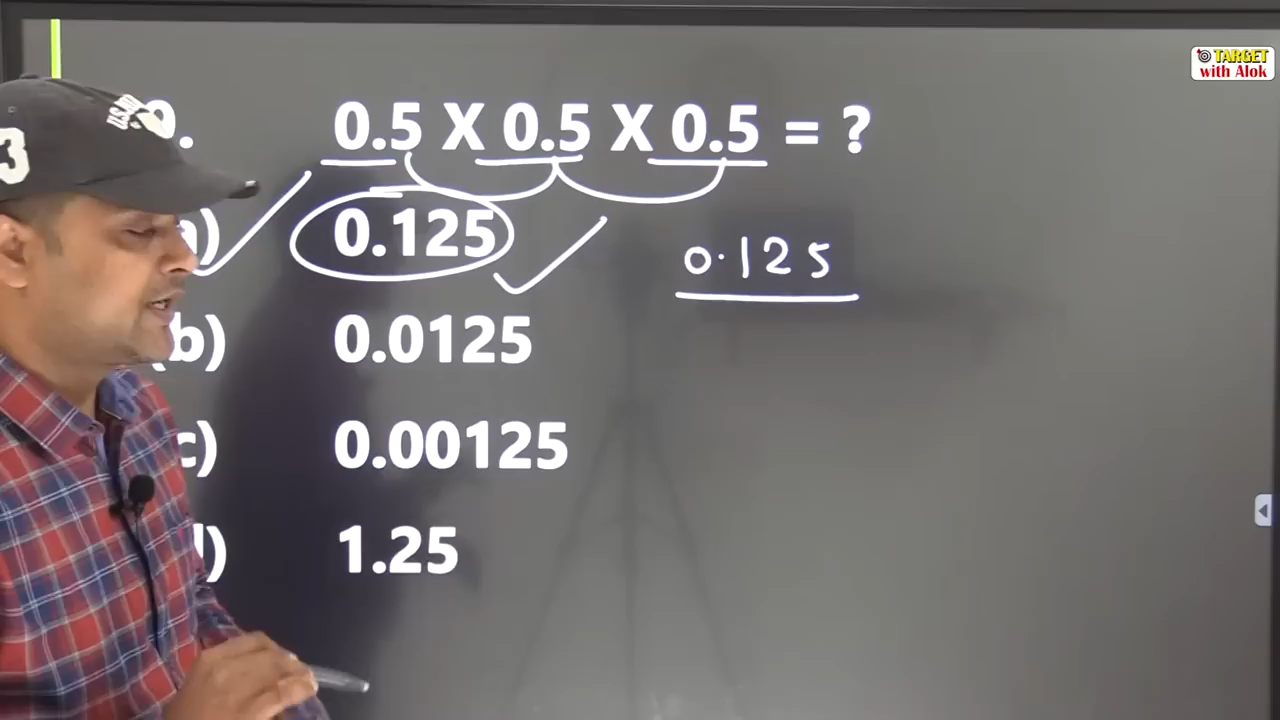 TARGET
with Alok
0.5 X 0.5 X 0.5 = ?
0.125
0.125
b) 0.0125
c) 0.00125
) 1.25
3